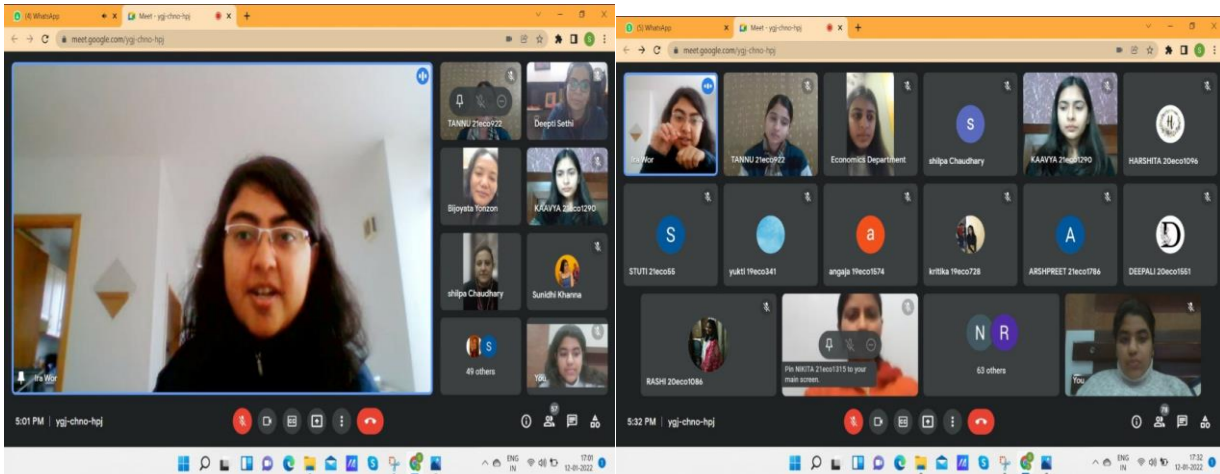 (4) WhatsApp
Meet - ygj-chno-hpj
meet.google.com/ygj-chno-hpj
TANNU 21eco922
Deepti Sethi
Bijoyata Yonzon
KAAVYA 21eco1290
shilpa Chaudhary
Sunidhi Khanna
S
49 others
You
Ira Wor
5:01 PM | ygj-chno-hpj
57
ENG
IN
17:01
12-01-2022
(5) WhatsApp
Meet - ygj-chno-hpj
meet.google.com/ygj-chno-hpj
Ira Wor
TANNU 21eco922
Economics Department
S
shilpa Chaudhary
KAAVYA 21eco1290
H
HARSHITA 20eco1096
S
STUTI 21eco55
yukti 19eco341
a
angaja 19eco1574
kritika 19eco728
A
ARSHPREET 21eco1786
D
DEEPALI 20eco1551
RASHI 20eco1086
Pin NIKITA 21eco1315 to your
main screen.
N R
63 others
You
5:32 PM | ygj-chno-hpj
78
ENG
IN
17:32
12-01-2022